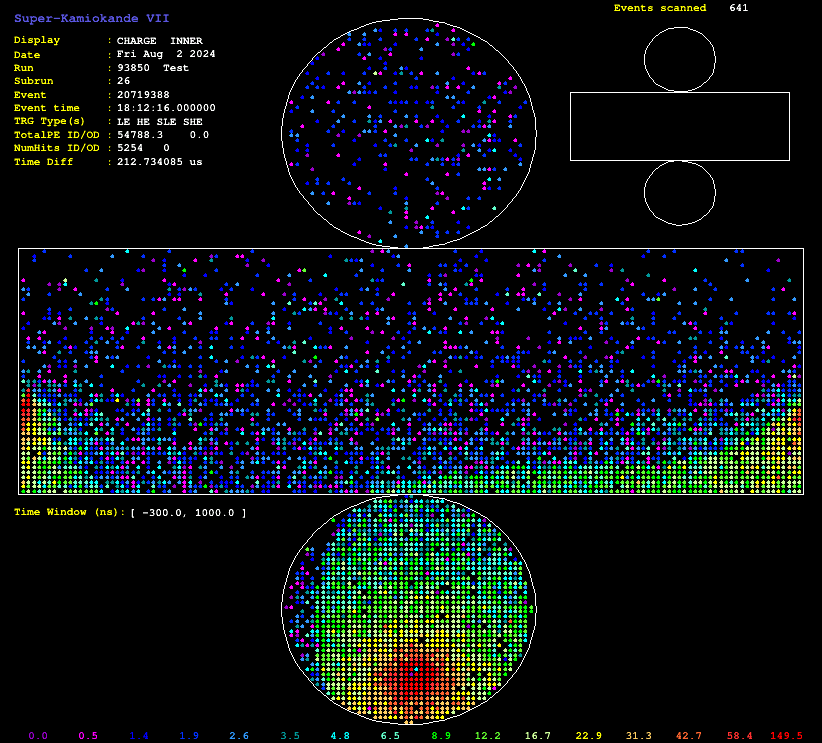 Super-Kamiokande VII
Events scanned 641
Display : CHARGE INNER
Date : Fri Aug 2 2024
Run : 93850 Test
Subrun : 26
Event : 20719388
Event time : 18:12:16.000000
TRG Type(s) : LE HE SLE SHE
TotalPE ID/OD : 54788.3 0.0
NumHits ID/OD : 5254 0
Time Diff : 212.734085 us
Time Window (ns): [ -300.0, 1000.0 ]
0.0 0.5 1.4 1.9 2.6 3.5 4.8 6.5 8.9 12.2 16.7 22.9 31.3 42.7 58.4 149.5